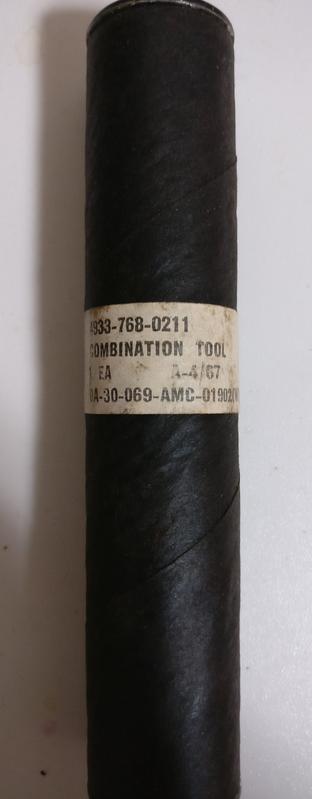 4933-768-0211
COMBINATION TOOL
1 EA A-4/67
DA-30-069-AMC-01902